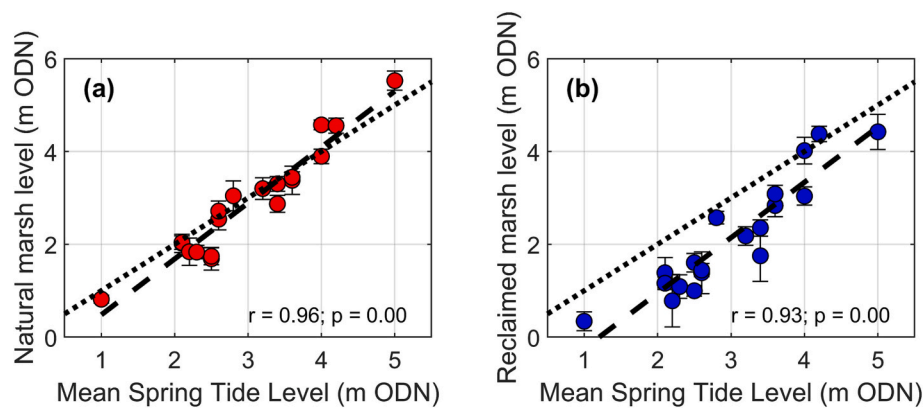 (a)
Natural marsh level (m ODN)
6
4
2
0
r = 0.96; p = 0.00
1 2 3 4 5
Mean Spring Tide Level (m ODN)
(b)
Reclaimed marsh level (m ODN)
6
4
2
0
r = 0.93; p = 0.00
1 2 3 4 5
Mean Spring Tide Level (m ODN)